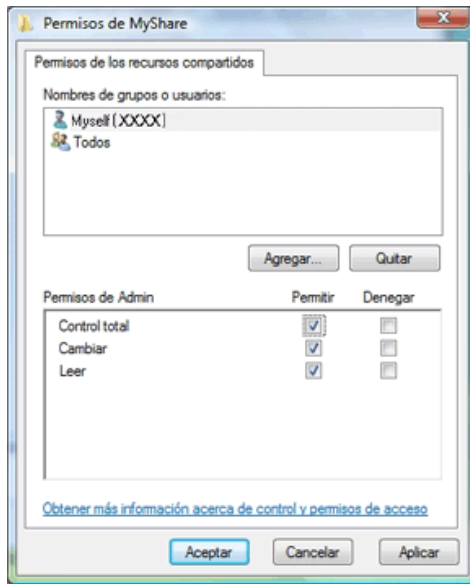 Permisos de MyShare
Permisos de los recursos compartidos
Nombres de grupos o usuarios:
Myself (XXXX)
Todos
Agregar... Quitar
Permisos de Admin Permitir Denegar
Control total
Cambiar
Leer
Obtener más información acerca de control y permisos de acceso
Aceptar Cancelar Aplicar